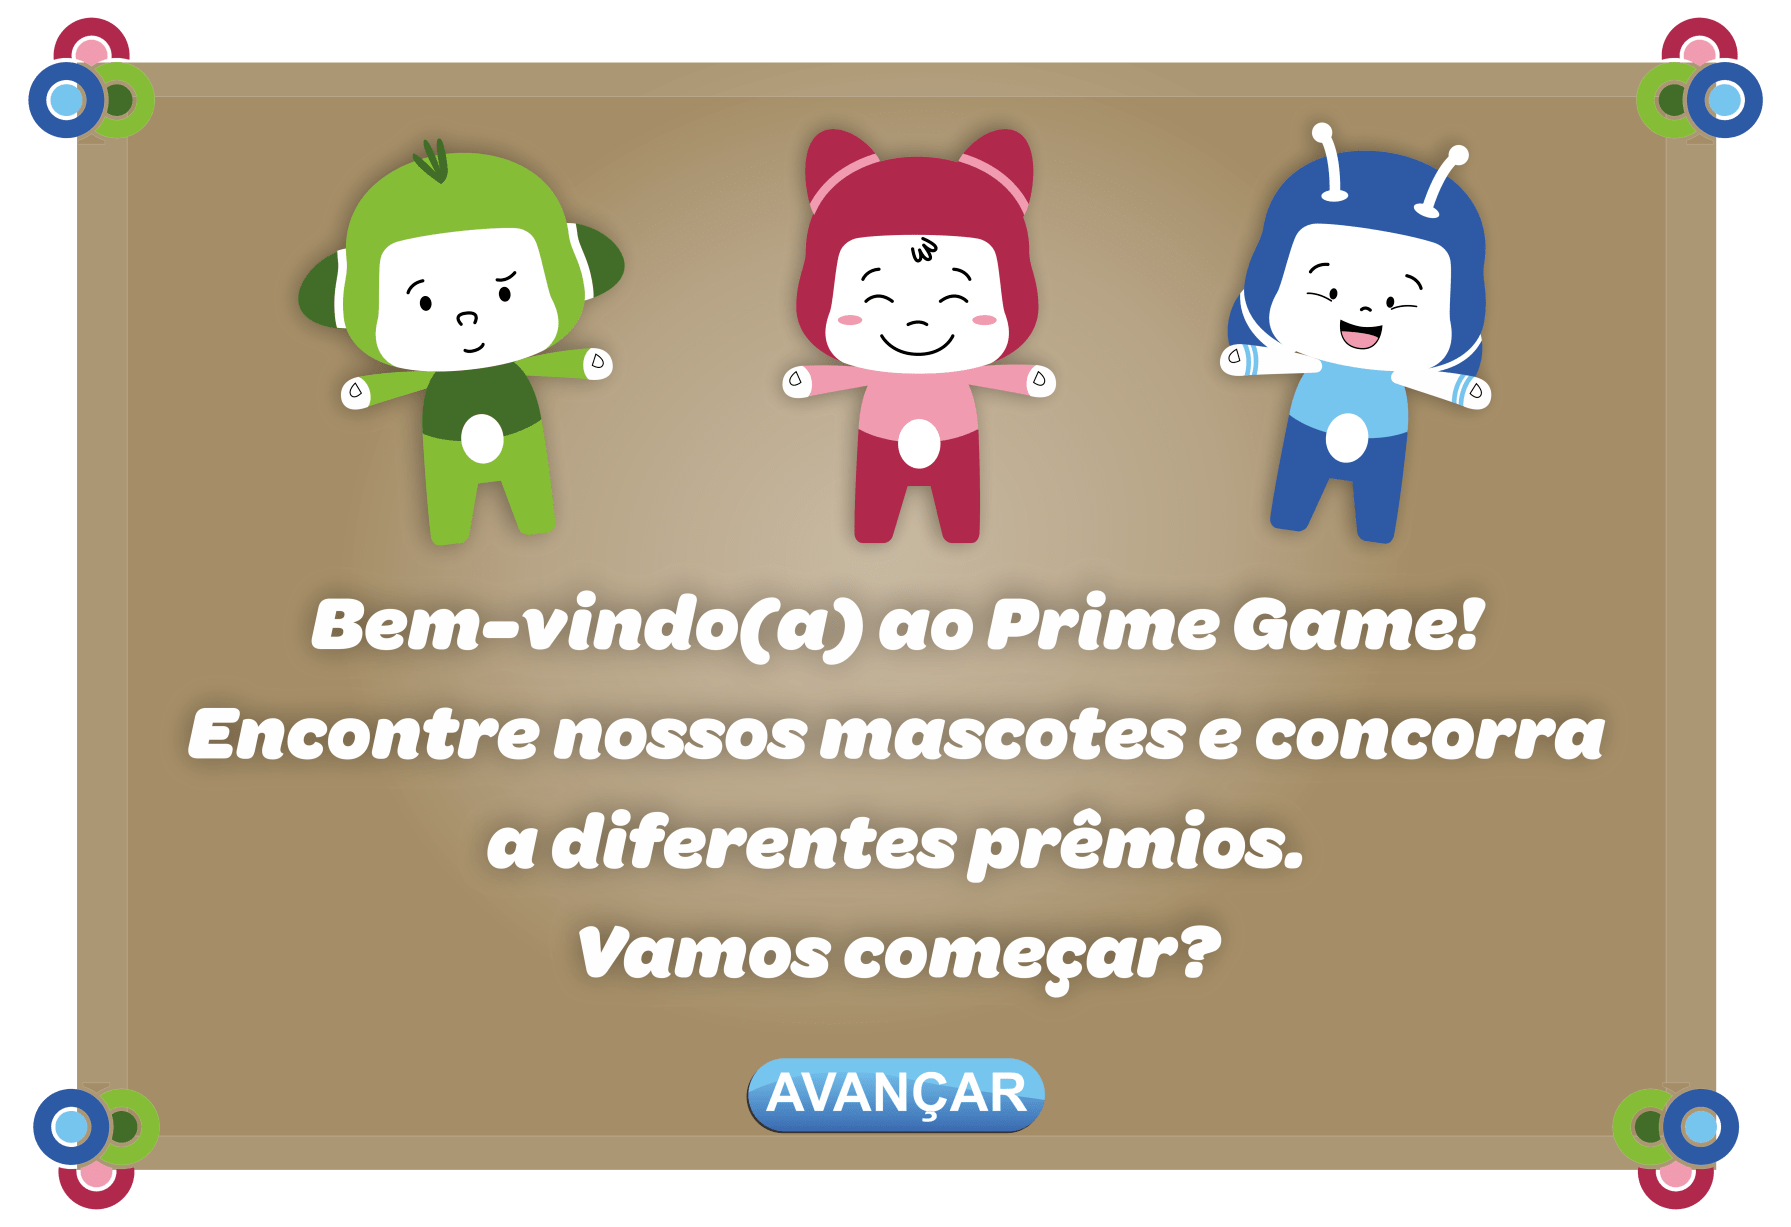 Bem-vindo(a) ao Prime Game!
Encontre nossos mascotes e concorra
a diferentes prêmios.
Vamos começar?
AVANÇAR